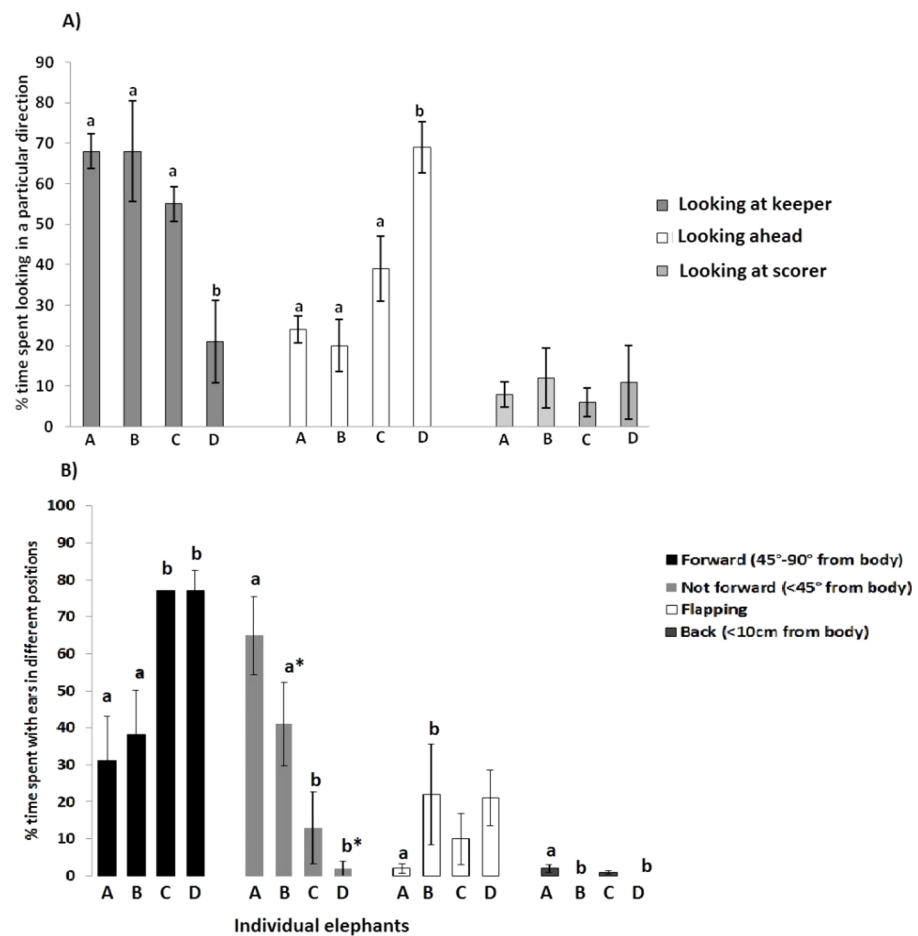 A)
% time spent looking in a particular direction
90
80
70
60
50
40
30
20
10
0
a
a
a
b
a
a
a
b
A B C D
A B C D
A B C D
Looking at keeper
Looking ahead
Looking at scorer
B)
% time spent with ears in different positions
100
90
80
70
60
50
40
30
20
10
0
a
a
b
b
a
a*
b
b*
a
b
a
b
b
A B C D
A B C D
A B C D
A B C D
Forward (45°-90° from body)
Not forward (<45° from body)
Flapping
Back (<10cm from body)
Individual elephants